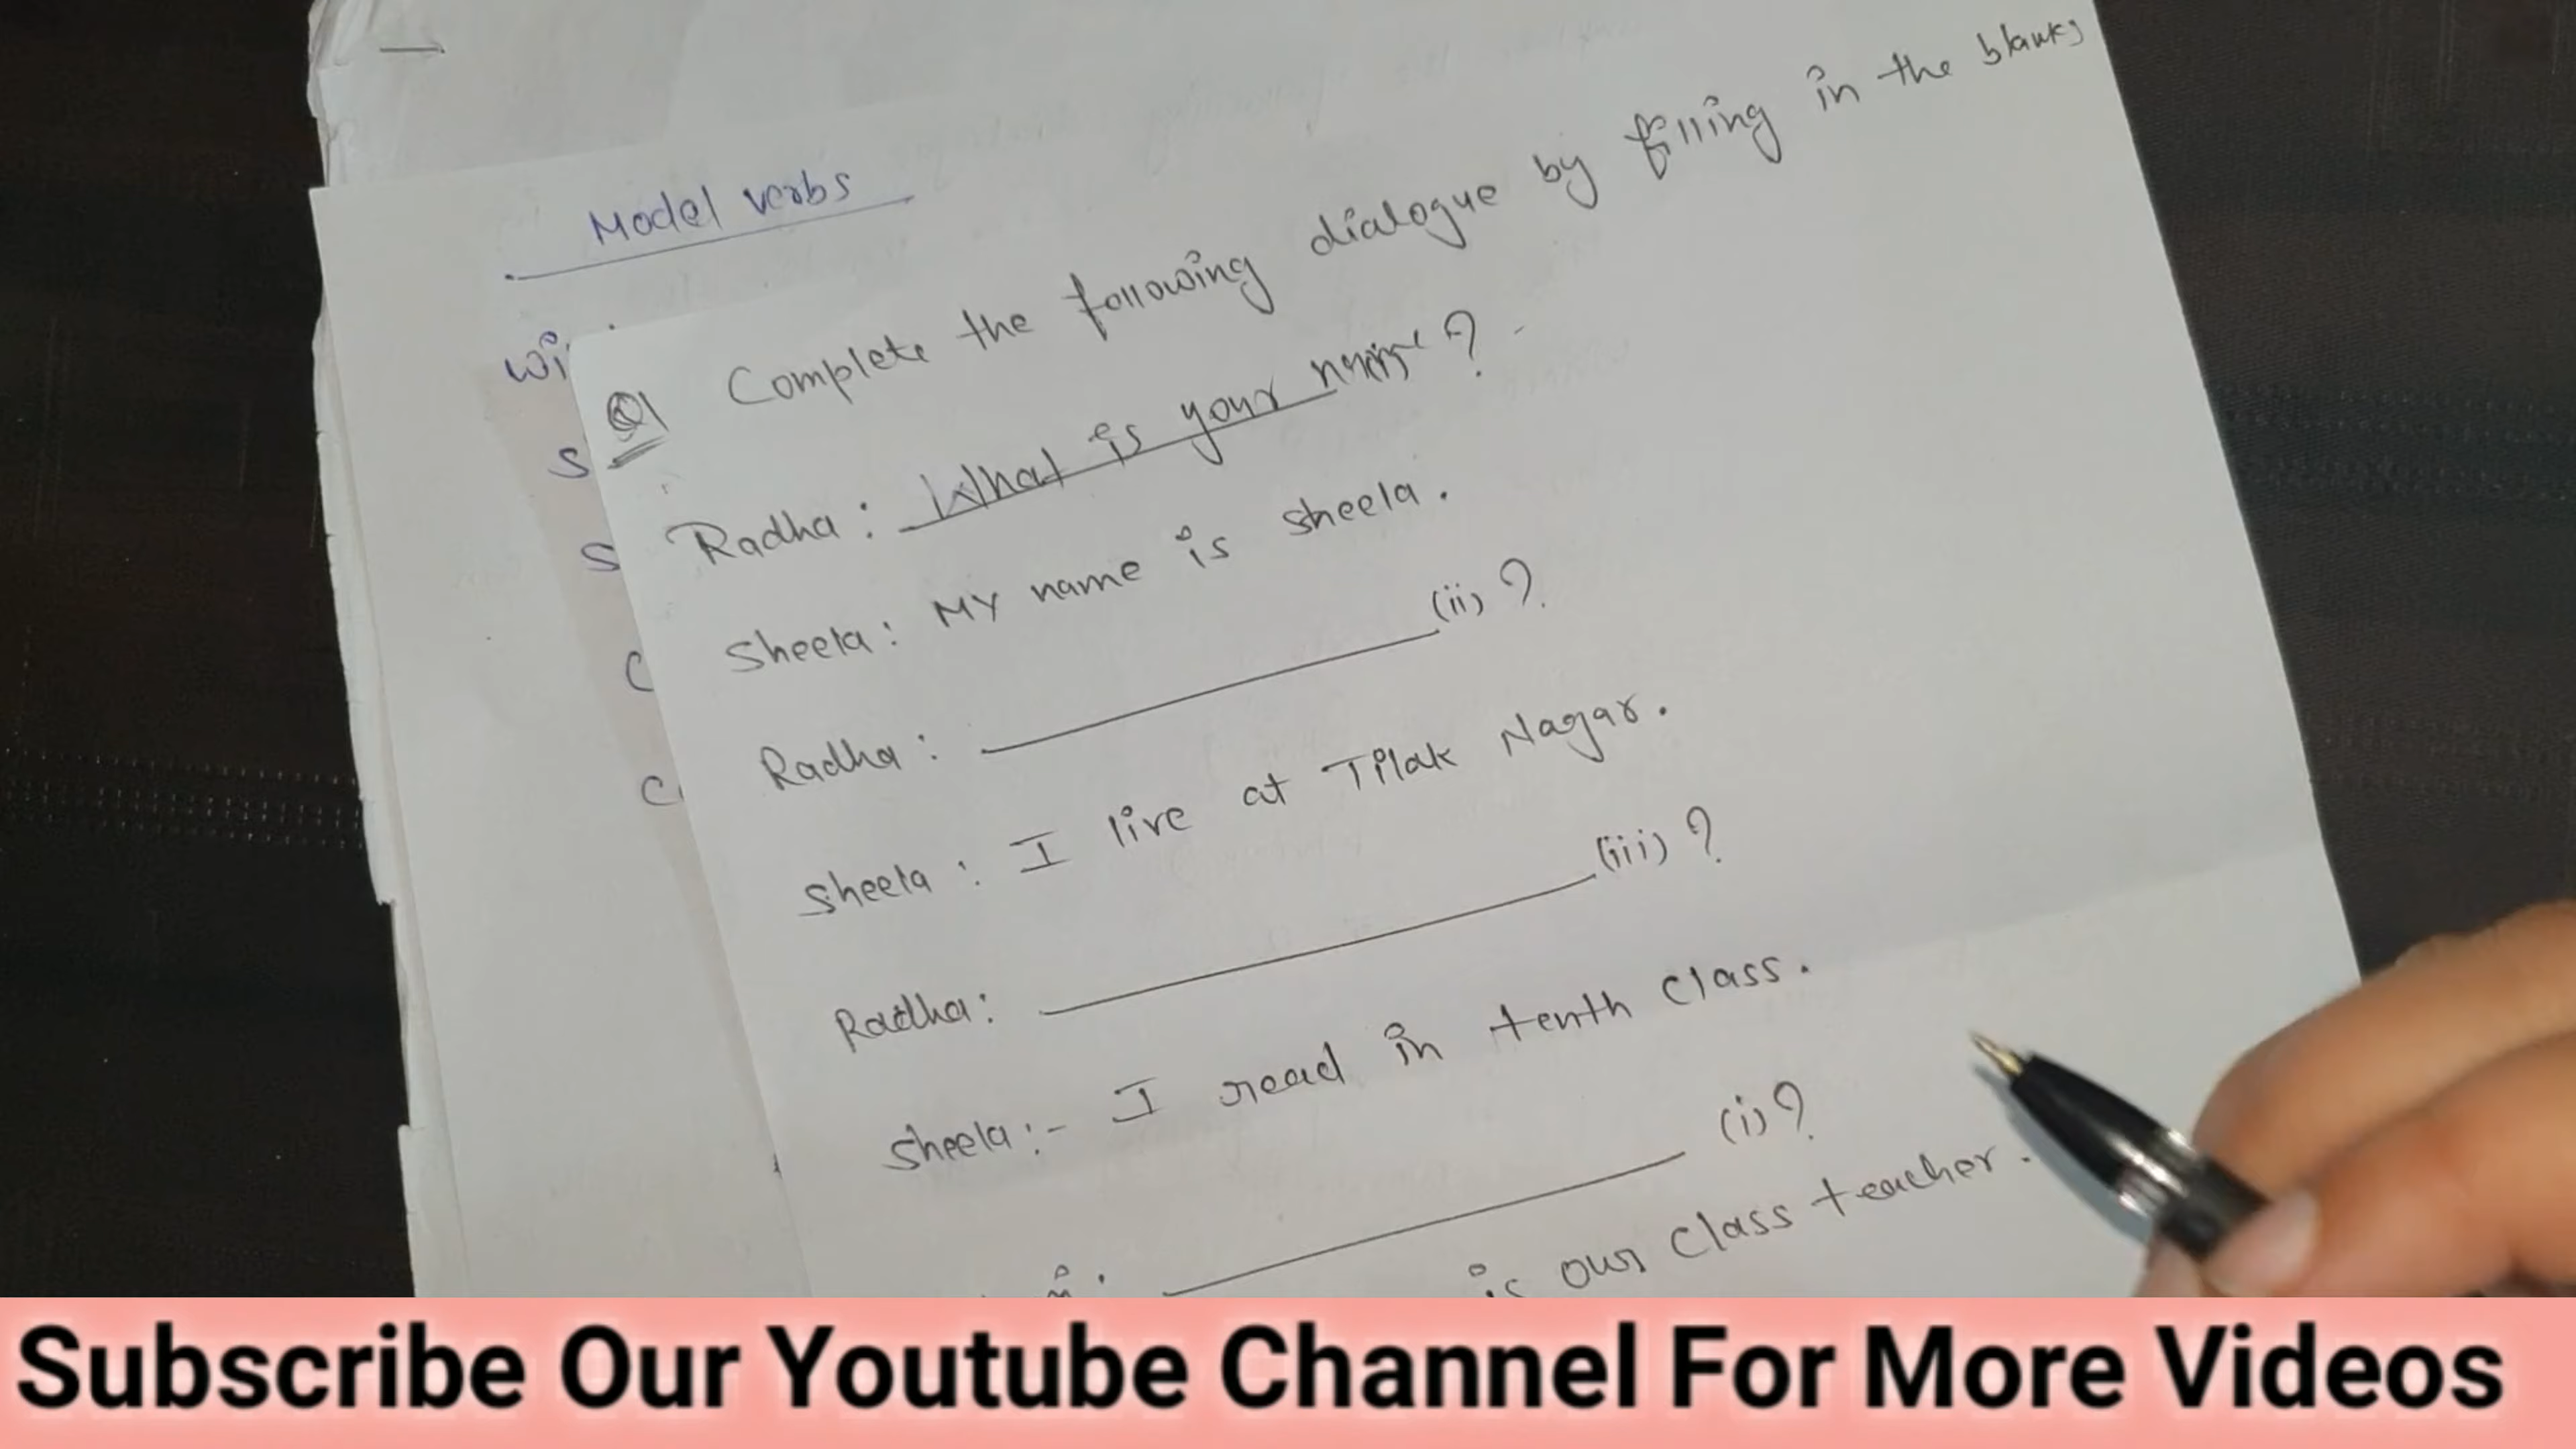 Model verbs
Q1 Complete the following dialogue by filling in the blanks
Radha : What is your ?
Sheela : MY name is Sheela.
Radha : (ii) ?
Sheela : I live at Tilak Nagar.
Radha : (iii) ?
Sheela :- I read in tenth class.
(i) ?
is our class teacher.
Subscribe Our Youtube Channel For More Videos